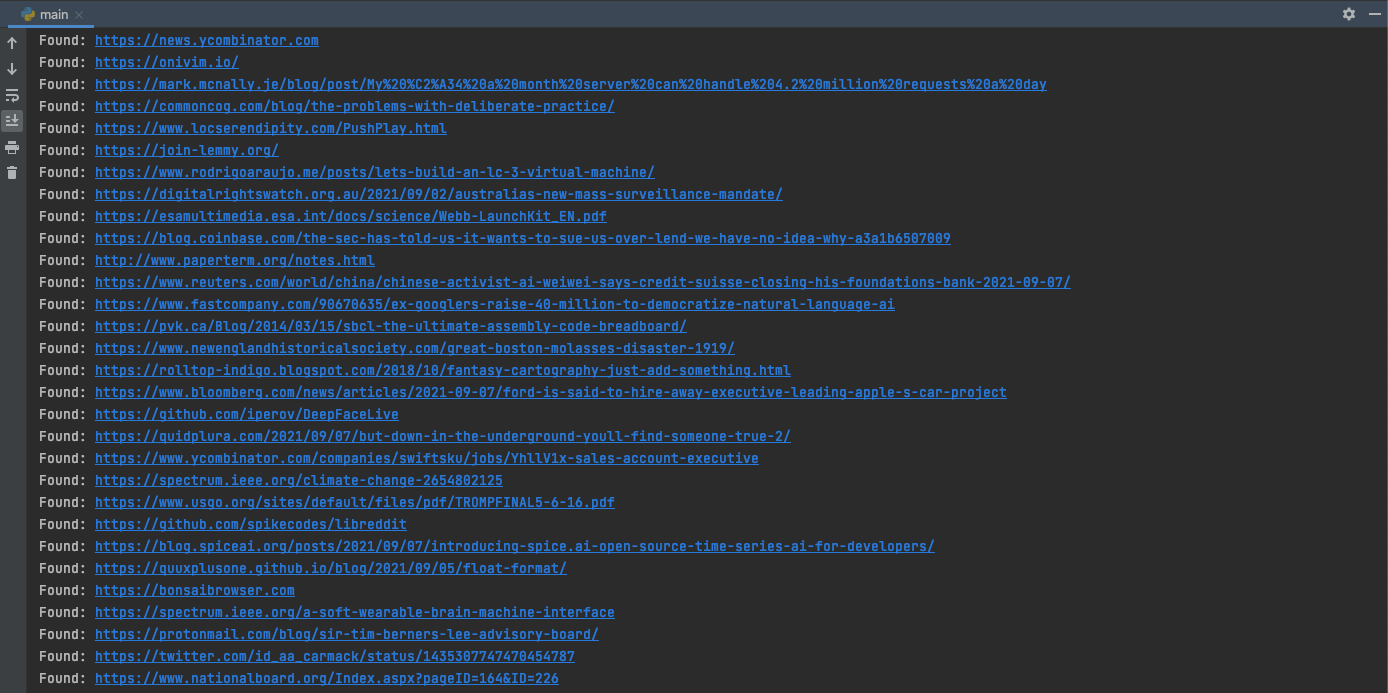 main
Found: https://news.ycombinator.com
Found: https://onivim.io/
Found: https://mark.mcnally.je/blog/post/My%20%C2%A34%20a%20month%20server%20can%20handle%204.2%20million%20requests%20a%20day
Found: https://commoncog.com/blog/the-problems-with-deliberate-practice/
Found: https://www.locserendipity.com/PushPlay.html
Found: https://join-lemmy.org/
Found: https://www.rodrigoaraujo.me/posts/lets-build-an-lc-3-virtual-machine/
Found: https://digitalrightswatch.org.au/2021/09/02/australias-new-mass-surveillance-mandate/
Found: https://esamultimedia.esa.int/docs/science/Webb-LaunchKit_EN.pdf
Found: https://blog.coinbase.com/the-sec-has-told-us-it-wants-to-sue-us-over-lend-we-have-no-idea-why-a3a1b6507009
Found: http://www.paperterm.org/notes.html
Found: https://www.reuters.com/world/china/chinese-activist-ai-weiwei-says-credit-suisse-closing-his-foundations-bank-2021-09-07/
Found: https://www.fastcompany.com/90670635/ex-googlers-raise-40-million-to-democratize-natural-language-ai
Found: https://pvk.ca/Blog/2014/03/15/sbcl-the-ultimate-assembly-code-breadboard/
Found: https://www.newenglandhistoricalsociety.com/great-boston-molasses-disaster-1919/
Found: https://rolltop-indigo.blogspot.com/2018/10/fantasy-cartography-just-add-something.html
Found: https://www.bloomberg.com/news/articles/2021-09-07/ford-is-said-to-hire-away-executive-leading-apple-s-car-project
Found: https://github.com/iperov/DeepFaceLive
Found: https://quidplura.com/2021/09/07/but-down-in-the-underground-youll-find-someone-true-2/
Found: https://www.ycombinator.com/companies/swiftsku/jobs/YhllV1x-sales-account-executive
Found: https://spectrum.ieee.org/climate-change-2654802125
Found: https://www.usgo.org/sites/default/files/pdf/TROMPFINAL5-6-16.pdf
Found: https://github.com/spikecodes/libreddit
Found: https://blog.spiceai.org/posts/2021/09/07/introducing-spice.ai-open-source-time-series-ai-for-developers/
Found: https://quuxplusone.github.io/blog/2021/09/05/float-format/
Found: https://bonsaibrowser.com
Found: https://spectrum.ieee.org/a-soft-wearable-brain-machine-interface
Found: https://protonmail.com/blog/sir-tim-berners-lee-advisory-board/
Found: https://twitter.com/id_aa_carmack/status/1435307747470454787
Found: https://www.nationalboard.org/Index.aspx?pageID=164&ID=226